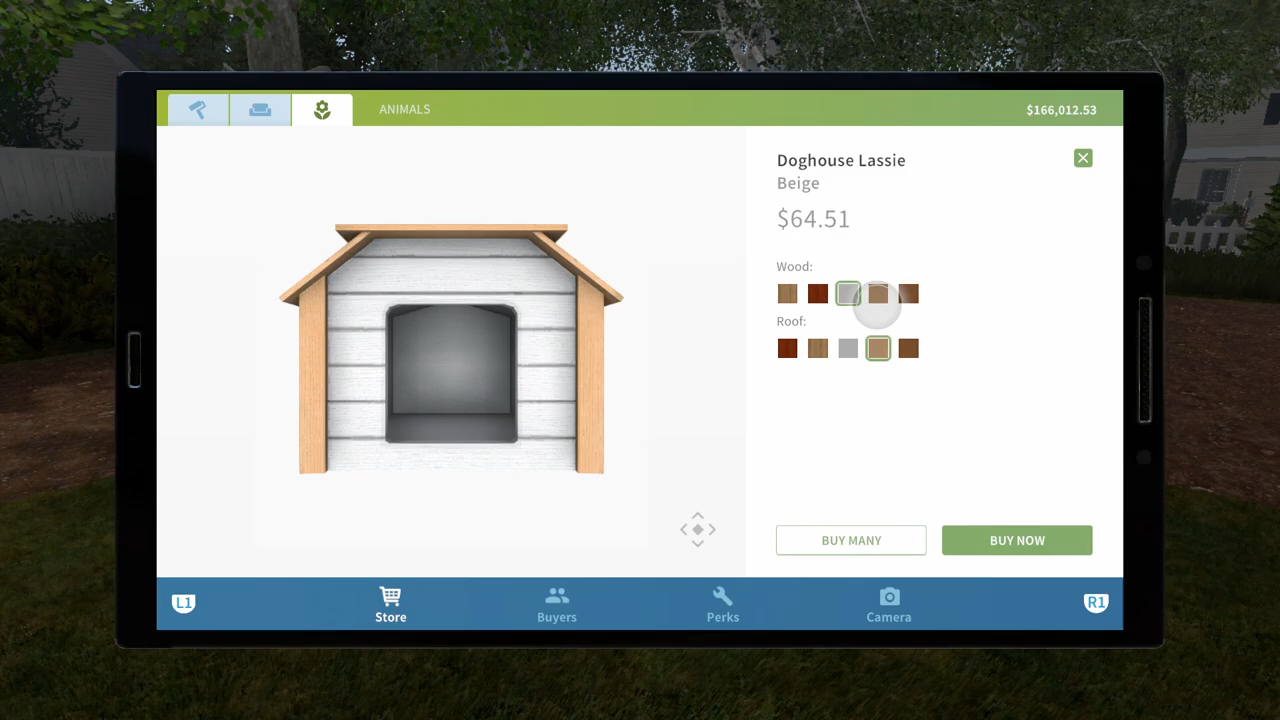 ANIMALS
$166,012.53
Doghouse Lassie
Beige
$64.51
Wood:
Roof:
BUY MANY
BUY NOW
L1
Store
Buyers
Perks
Camera
R1